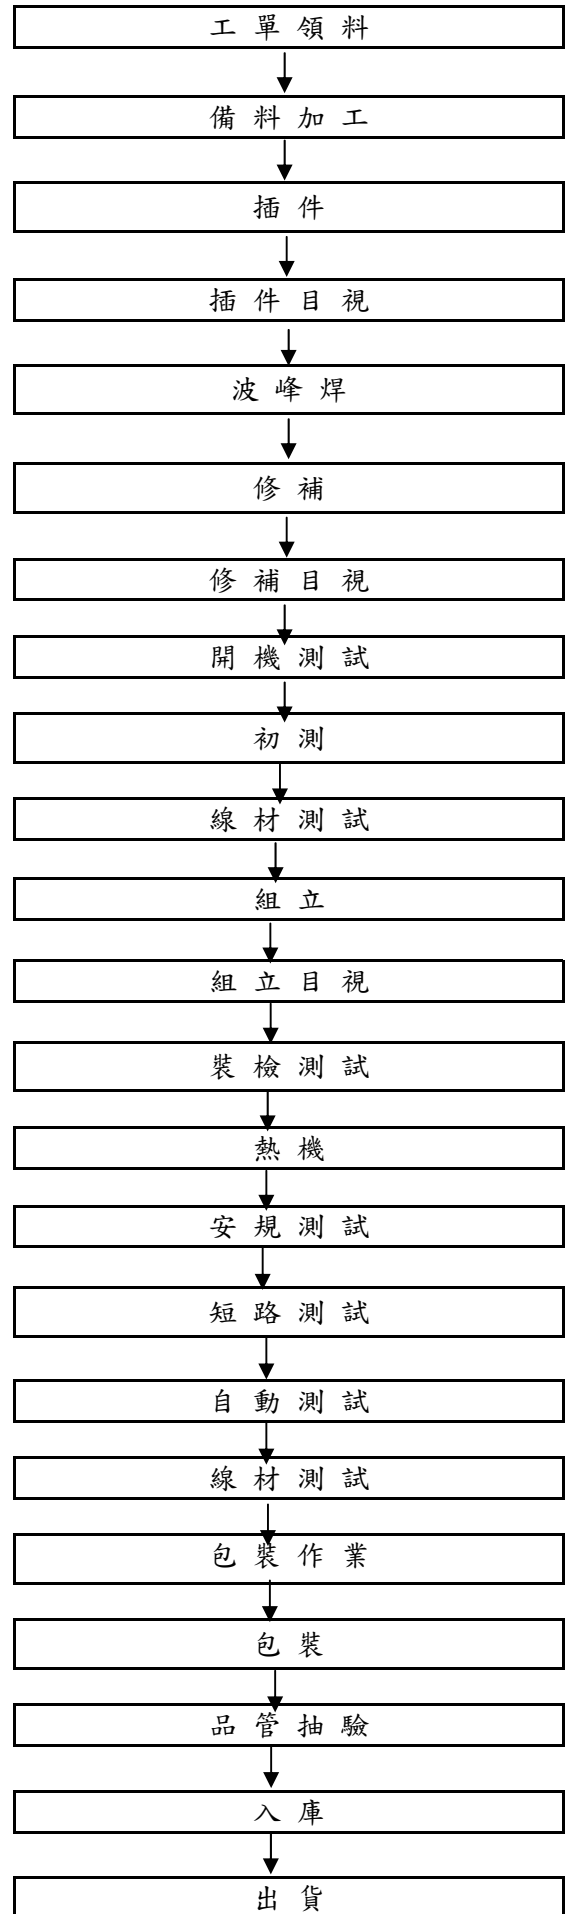 工單領料
備料加工
插件
插件目視
波峰焊
修補
修補目視
開機測試
初測
線材測試
組立
組立目視
裝檢測試
熱機
安規測試
短路測試
自動測試
線材測試
包裝作業
包裝
品管抽驗
入庫
出貨